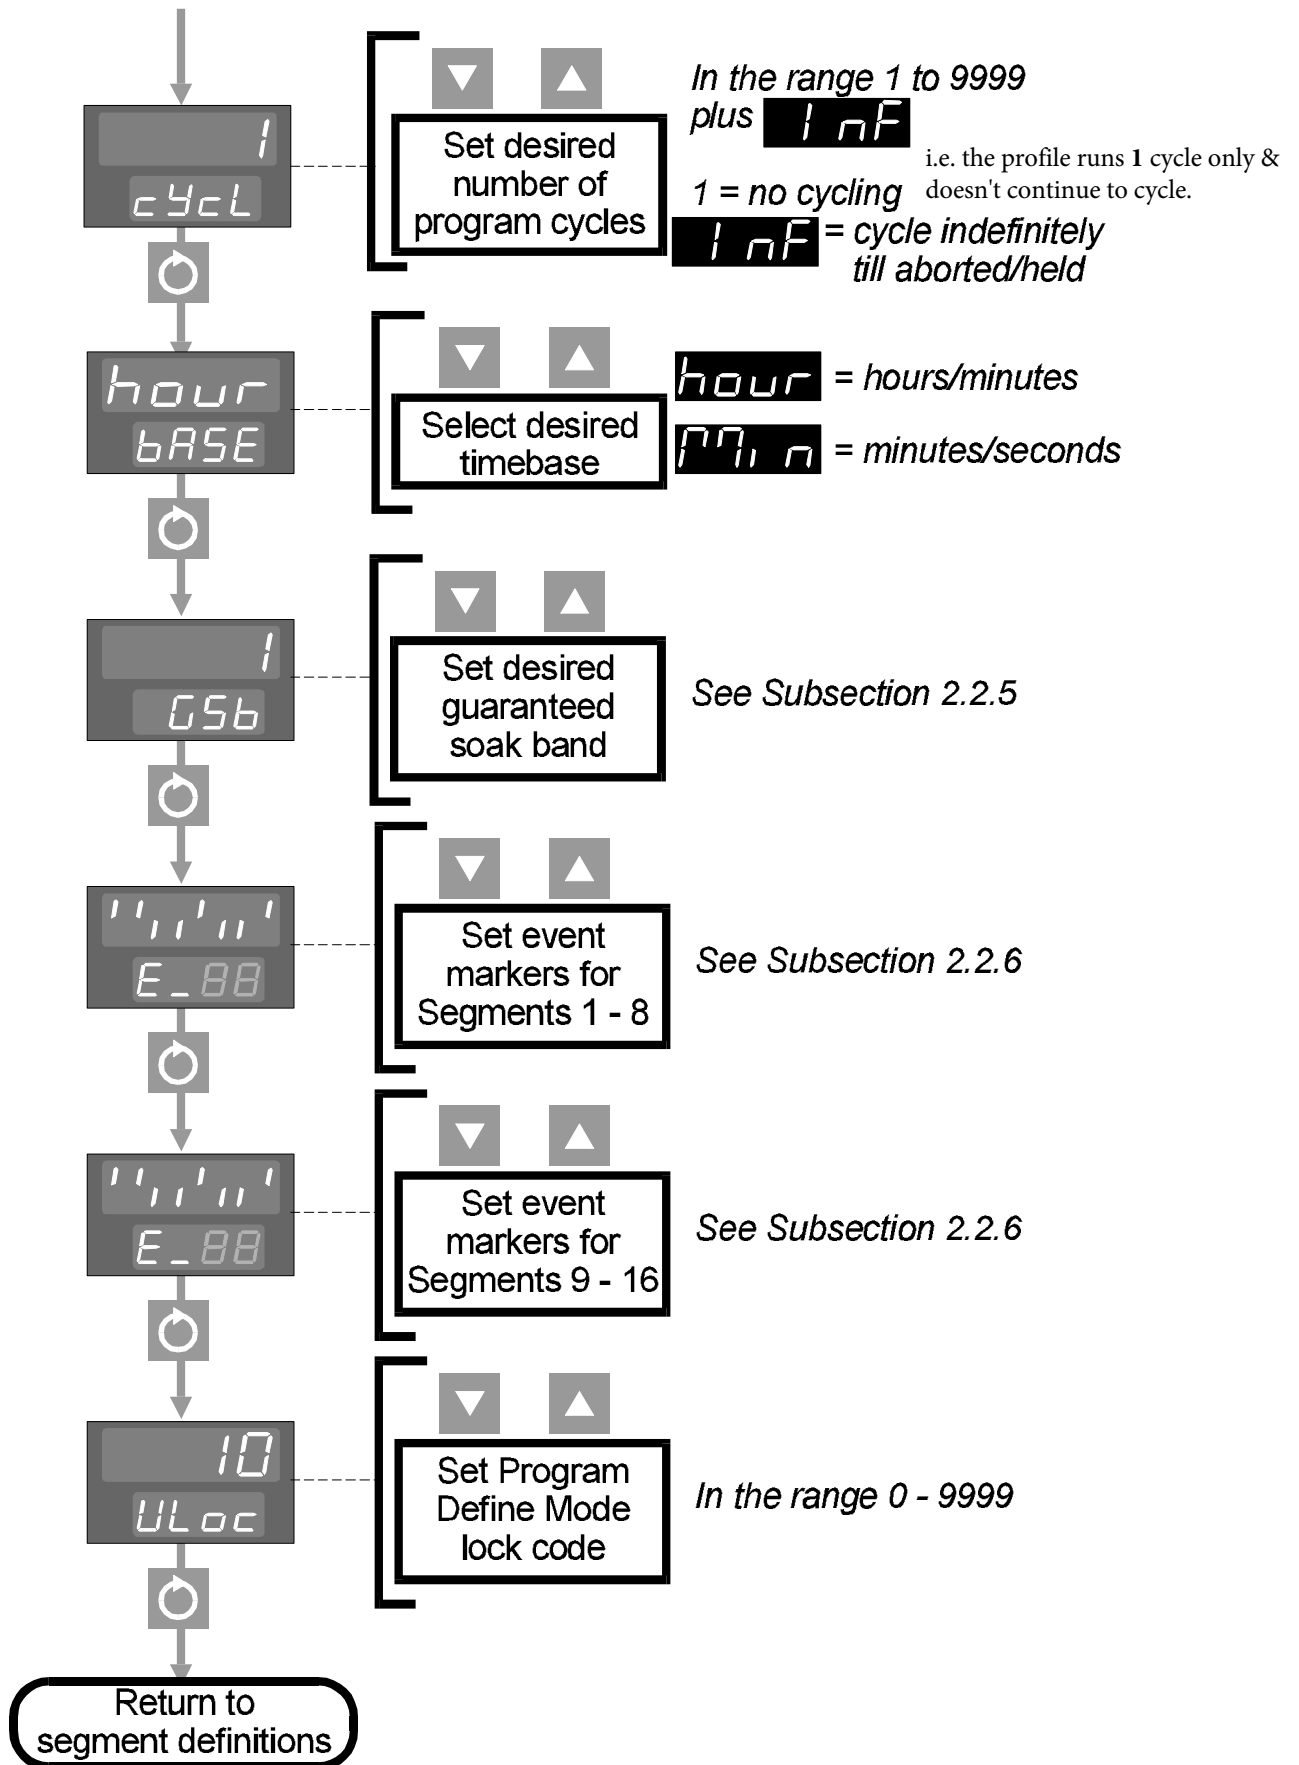 1
cYcL
Set desired
number of
program cycles
In the range 1 to 9999
plus InF
i.e. the profile runs 1 cycle only &
doesn't continue to cycle.
1 = no cycling
InF = cycle indefinitely
till aborted/held
hour
bASE
Select desired
timebase
hour = hours/minutes
Min = minutes/seconds
1
GSb
Set desired
guaranteed
soak band
See Subsection 2.2.5
E_88
Set event
markers for
Segments 1 - 8
See Subsection 2.2.6
E_88
Set event
markers for
Segments 9 - 16
See Subsection 2.2.6
10
ULoc
Set Program
Define Mode
lock code
In the range 0 - 9999
Return to
segment definitions